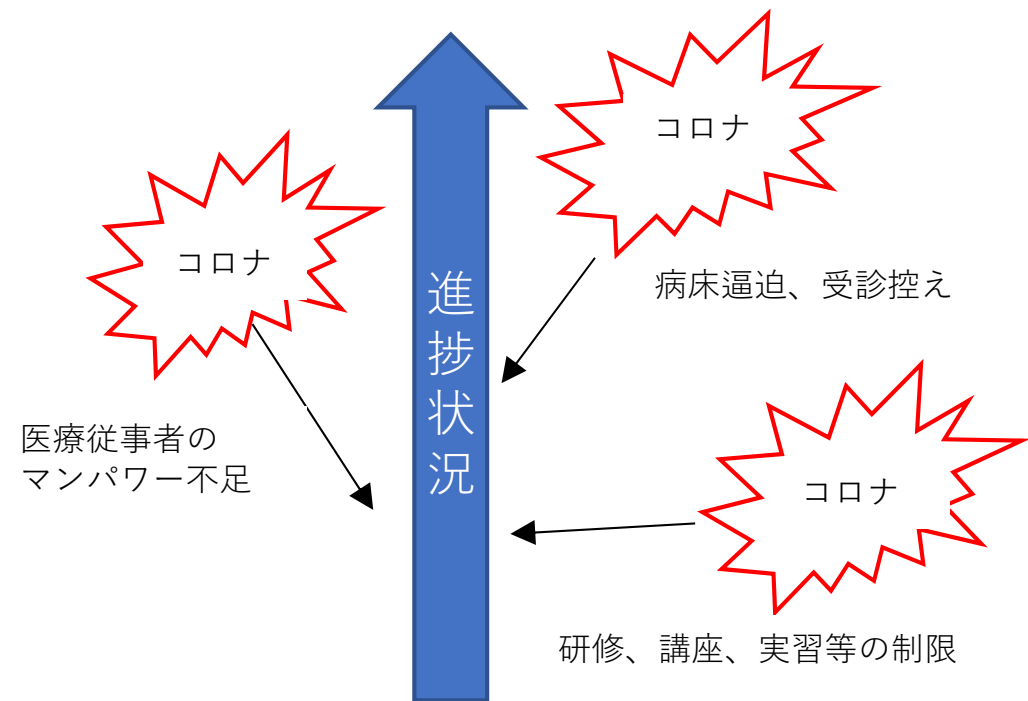 コロナ
病床逼迫、受診控え
コロナ
医療従事者の
マンパワー不足
進捗状況
コロナ
研修、講座、実習等の制限